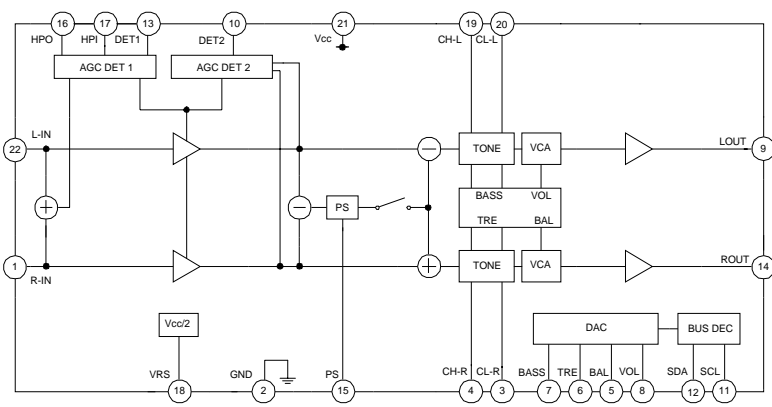 16 17 13 10 21 19 20
HPO HPI DET1 DET2 Vcc CH-L CL-L
AGC DET 1 AGC DET 2
L-IN LOUT
22 TONE VCA 9
BASS VOL
PS
TRE BAL
1 TONE VCA 14
R-IN ROUT
Vcc/2 DAC BUS DEC
VRS GND PS CH-R CL-R BASS TRE BAL VOL SDA SCL
18 2 15 4 3 7 6 5 8 12 11